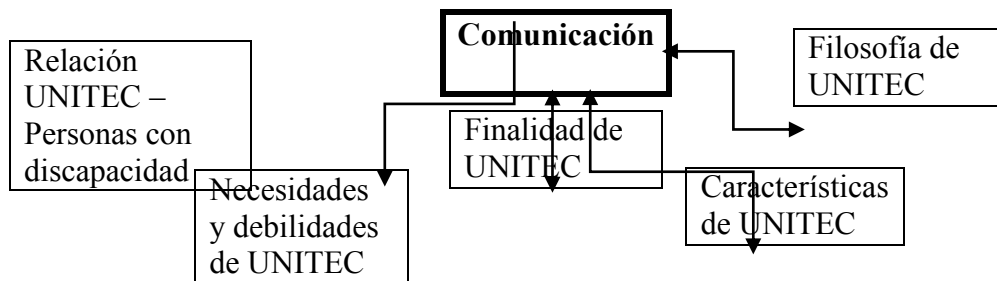 Comunicación
Relación
UNITEC –
Personas con
discapacidad
Necesidades
y debilidades
de UNITEC
Finalidad de
UNITEC
Filosofía de
UNITEC
Características
de UNITEC